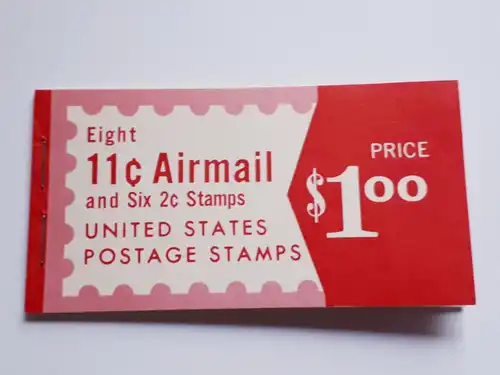 Eight
11¢ Airmail
and Six 2¢ Stamps
UNITED STATES
POSTAGE STAMPS
PRICE
$1.00